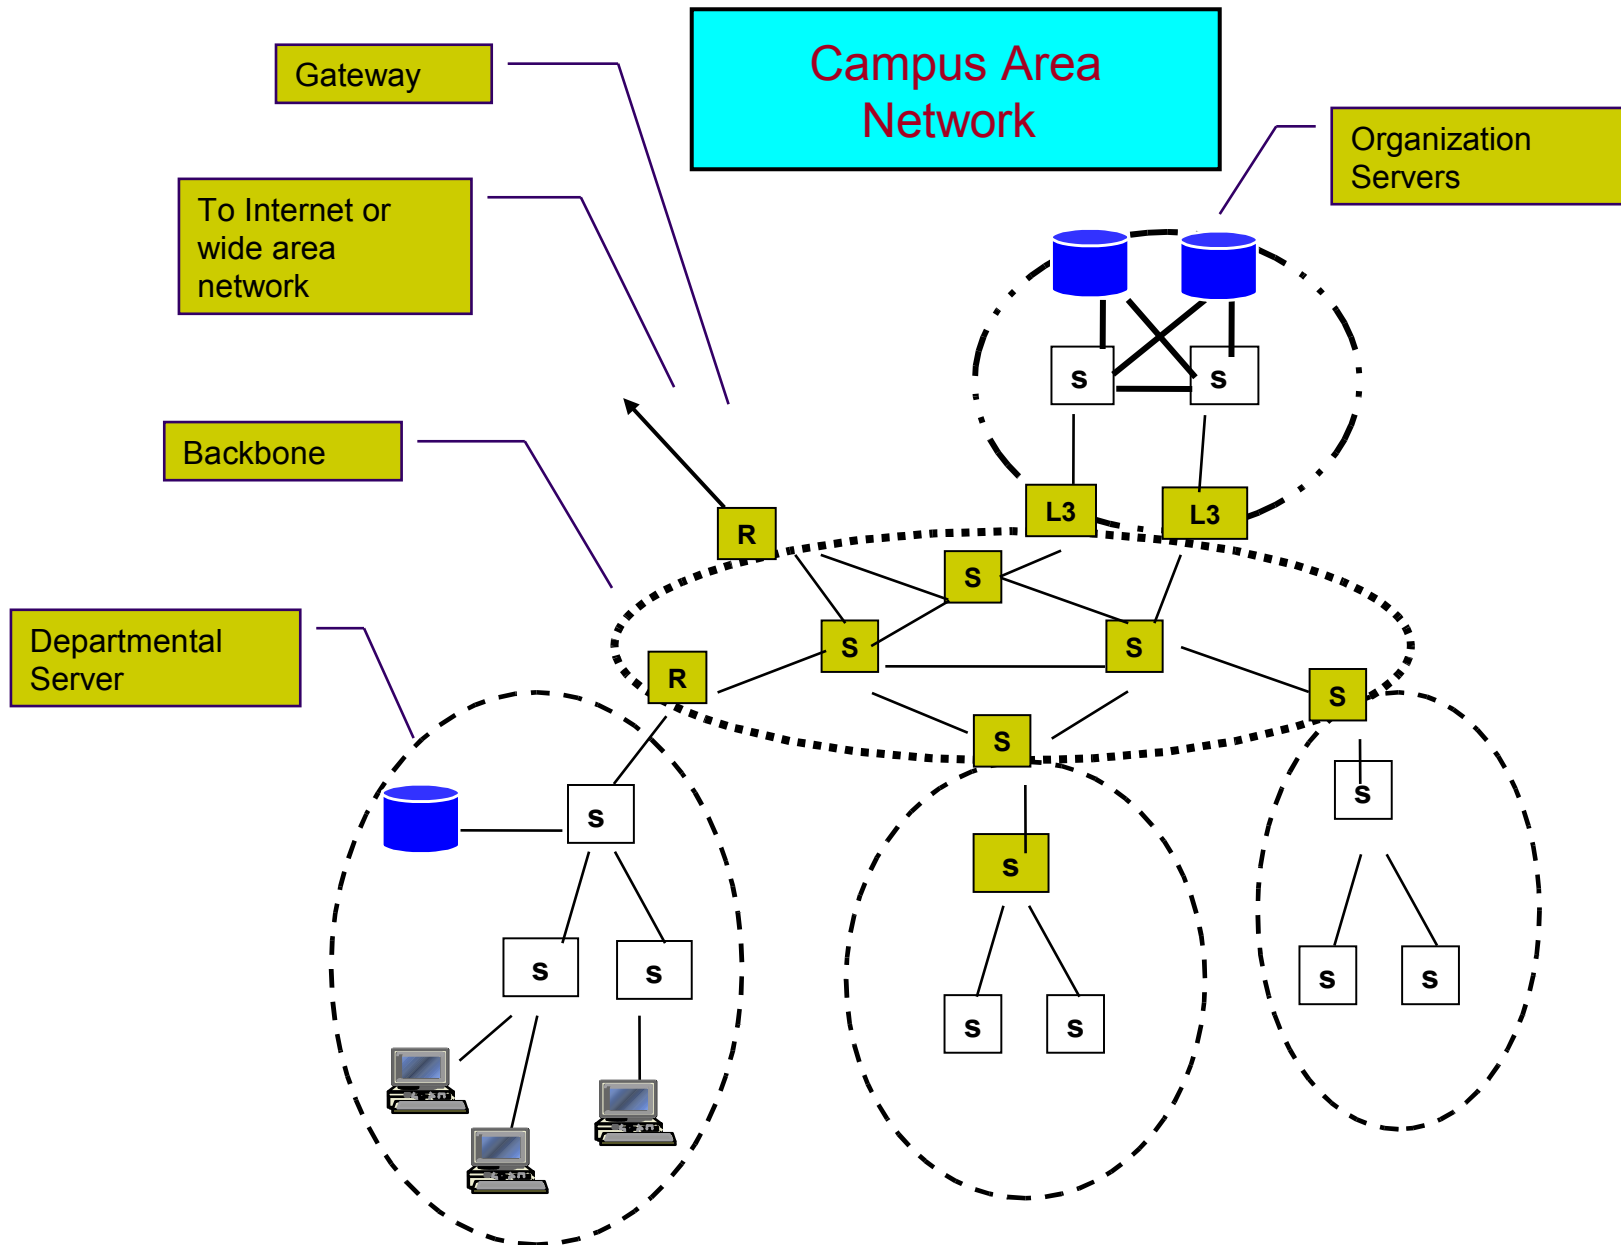 Campus Area
Network
Gateway
Organization
Servers
To Internet or
wide area
network
s
s
Backbone
L3
L3
R
S
S
S
Departmental
Server
R
S
S
s
s
s
s
s
s
s
s
s
s